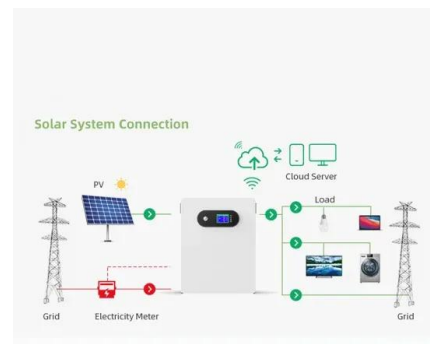 Solar System Connection
Cloud Server
PV
Load
Grid
Electricity Meter
Grid